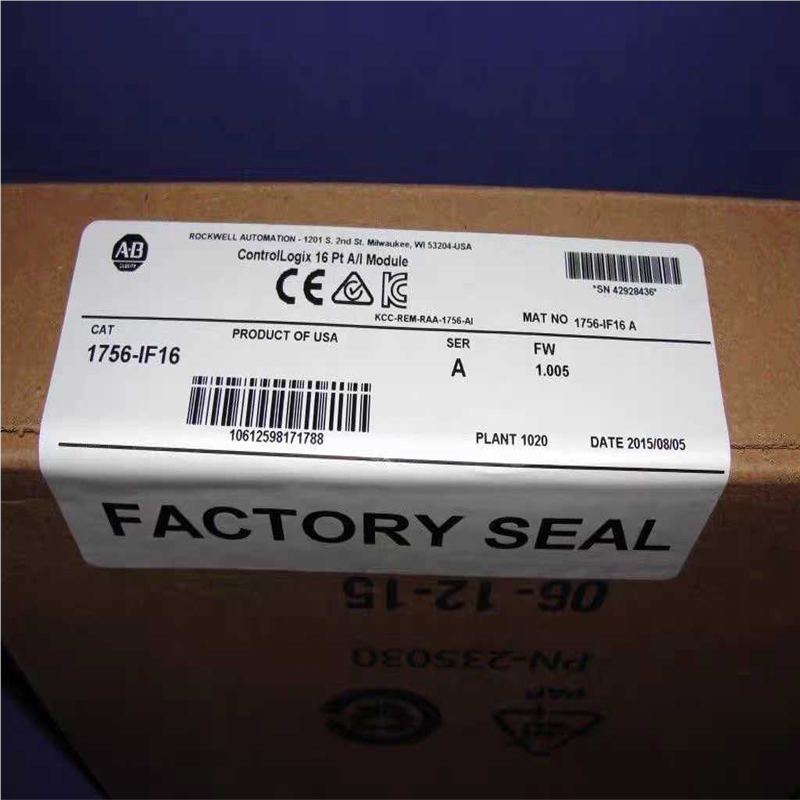 A-B
QUALITY
ROCKWELL AUTOMATION - 1201 S. 2nd St. Milwaukee, WI 53204-USA
ControlLogix 16 Pt A/I Module
CE
KCC-REM-RAA-1756-AI
*SN 42928436*
MAT NO 1756-IF16 A
CAT
1756-IF16
PRODUCT OF USA
SER
A
FW
1.005
10612598171788
PLANT 1020
DATE 2015/08/05
FACTORY SEAL
06-12-15
PN-235030
PAP